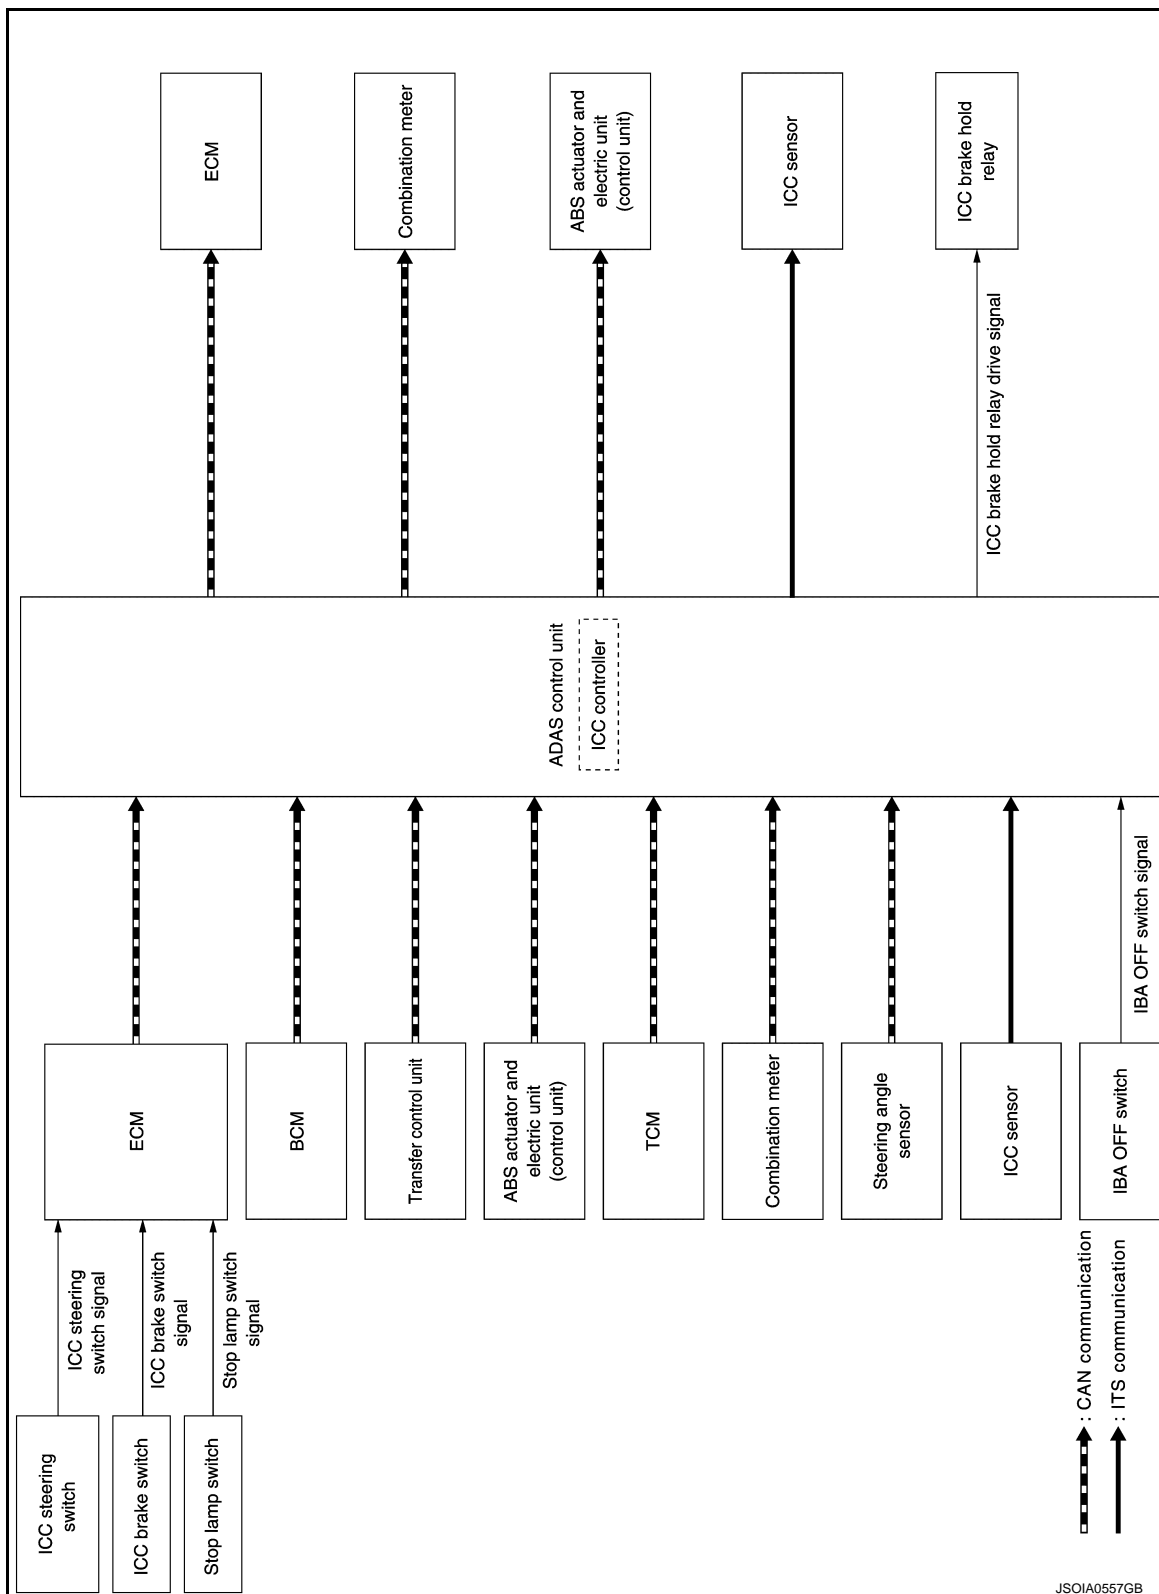 ICC steering
switch
ICC brake switch
Stop lamp switch
ICC steering
switch signal
ICC brake switch
signal
Stop lamp switch
signal
ECM
BCM
Transfer control unit
ABS actuator and
electric unit
(control unit)
TCM
Combination meter
Steering angle
sensor
ICC sensor
IBA OFF switch
IBA OFF switch signal
ADAS control unit
ICC controller
ICC brake hold relay drive signal
ECM
Combination meter
ABS actuator and
electric unit
(control unit)
ICC sensor
ICC brake hold
relay
: CAN communication
: ITS communication
JSOIA0557GB